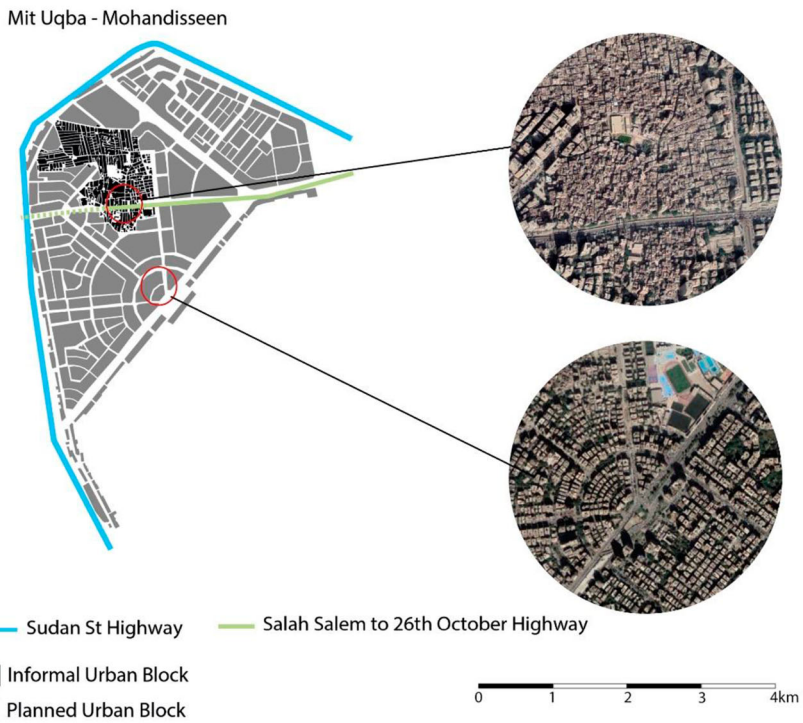 Mit Uqba - Mohandisseen
Sudan St Highway
Salah Salem to 26th October Highway
Informal Urban Block
Planned Urban Block
0 1 2 3 4km